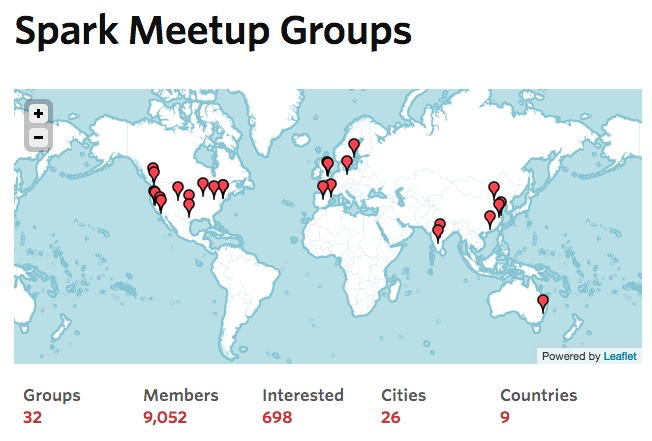 Spark Meetup Groups
+
−
Powered by Leaflet
Groups Members Interested Cities Countries
32 9,052 698 26 9